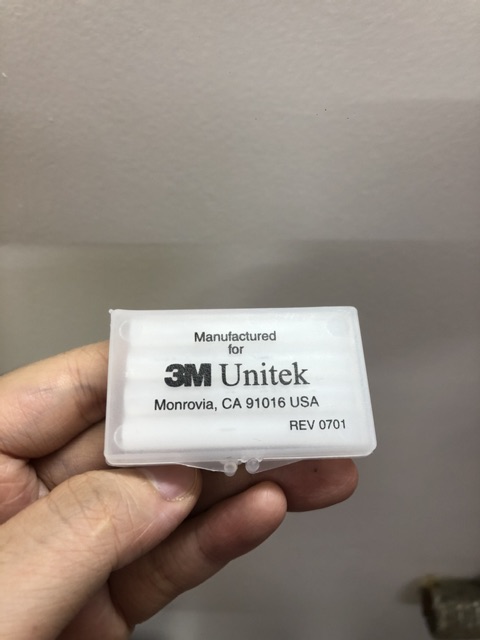 Manufactured
for
3M Unitek
Monrovia, CA 91016 USA
REV 0701